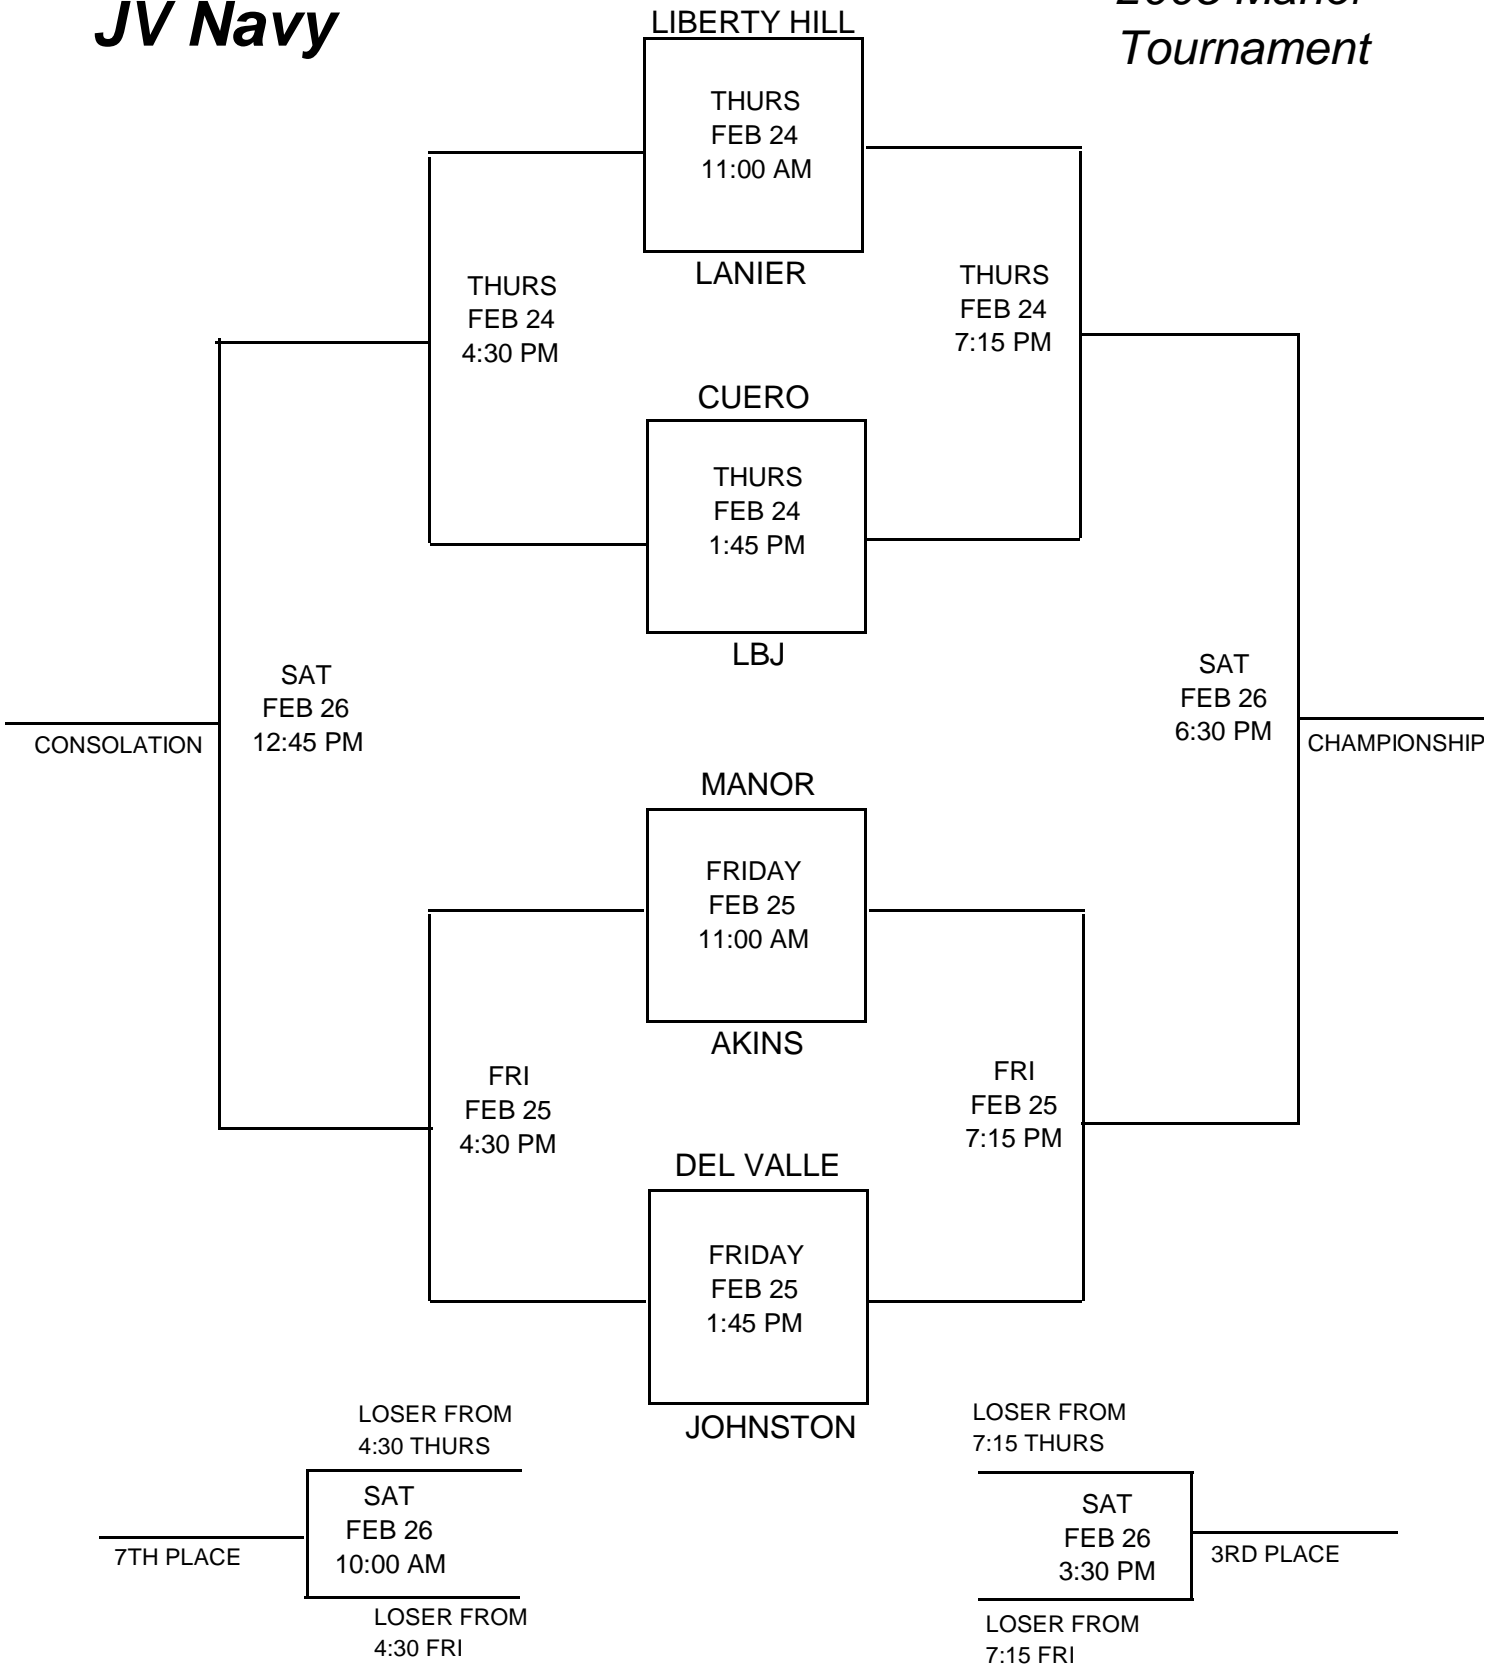 JV Navy
Manor
Tournament
LIBERTY HILL
THURS
FEB 24
11:00 AM
LANIER
THURS
FEB 24
4:30 PM
THURS
FEB 24
7:15 PM
CUERO
THURS
FEB 24
1:45 PM
LBJ
SAT
FEB 26
12:45 PM
CONSOLATION
SAT
FEB 26
6:30 PM
CHAMPIONSHIP
MANOR
FRIDAY
FEB 25
11:00 AM
AKINS
FRI
FEB 25
4:30 PM
FRI
FEB 25
7:15 PM
DEL VALLE
FRIDAY
FEB 25
1:45 PM
JOHNSTON
LOSER FROM
4:30 THURS
SAT
FEB 26
10:00 AM
7TH PLACE
LOSER FROM
4:30 FRI
LOSER FROM
7:15 THURS
SAT
FEB 26
3:30 PM
3RD PLACE
LOSER FROM
7:15 FRI